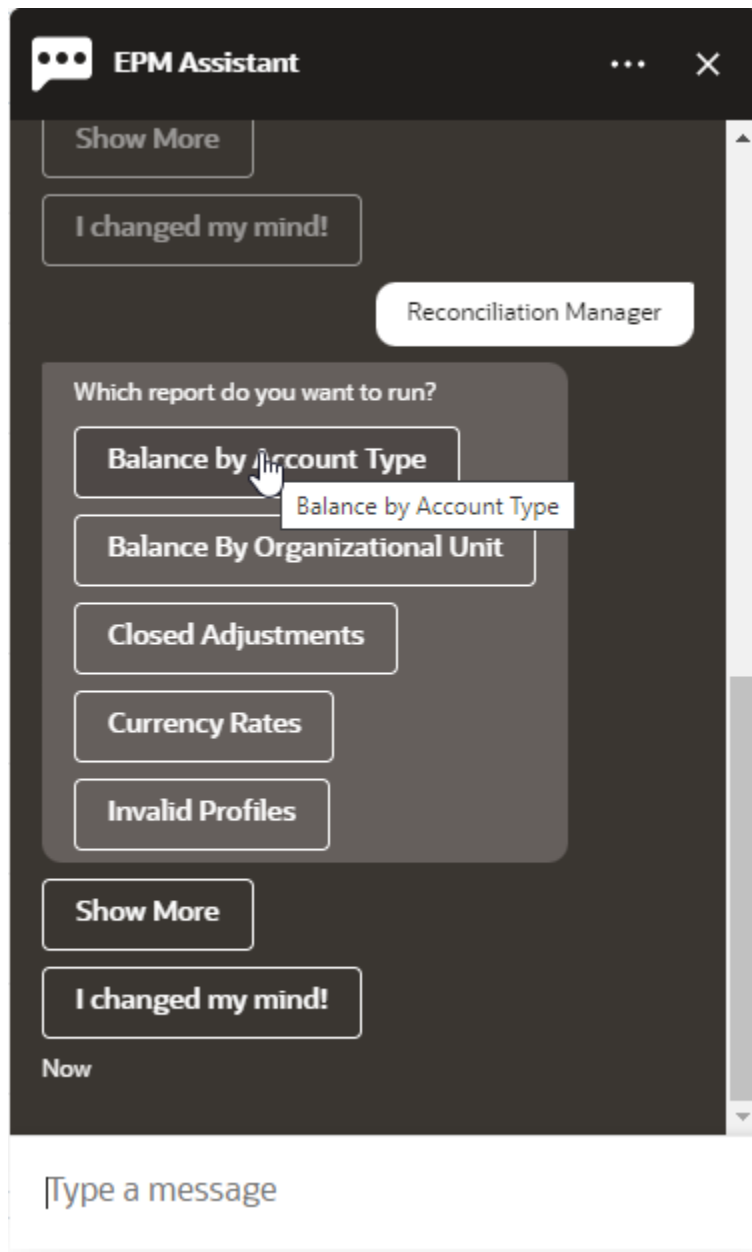 EPM Assistant
Show More
I changed my mind!
Reconciliation Manager
Which report do you want to run?
Balance by Account Type
Balance by Account Type
Balance By Organizational Unit
Closed Adjustments
Currency Rates
Invalid Profiles
Show More
I changed my mind!
Now
Type a message